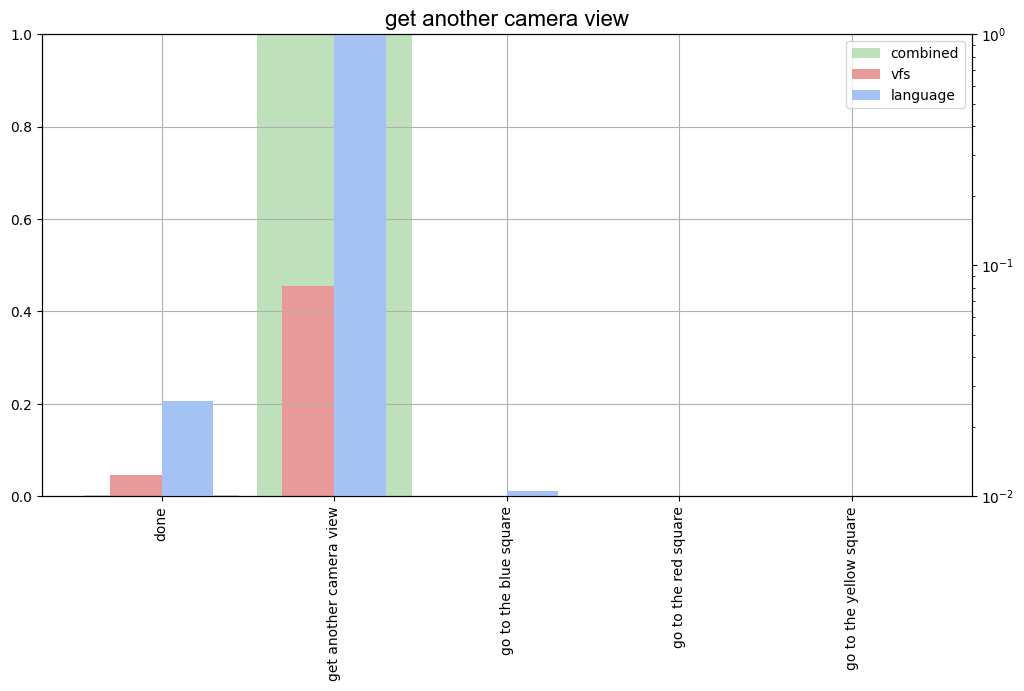 get another camera view
1.0
0.8
0.6
0.4
0.2
0.0
10⁰
10⁻¹
10⁻²
combined
vfs
language
done
get another camera view
go to the blue square
go to the red square
go to the yellow square